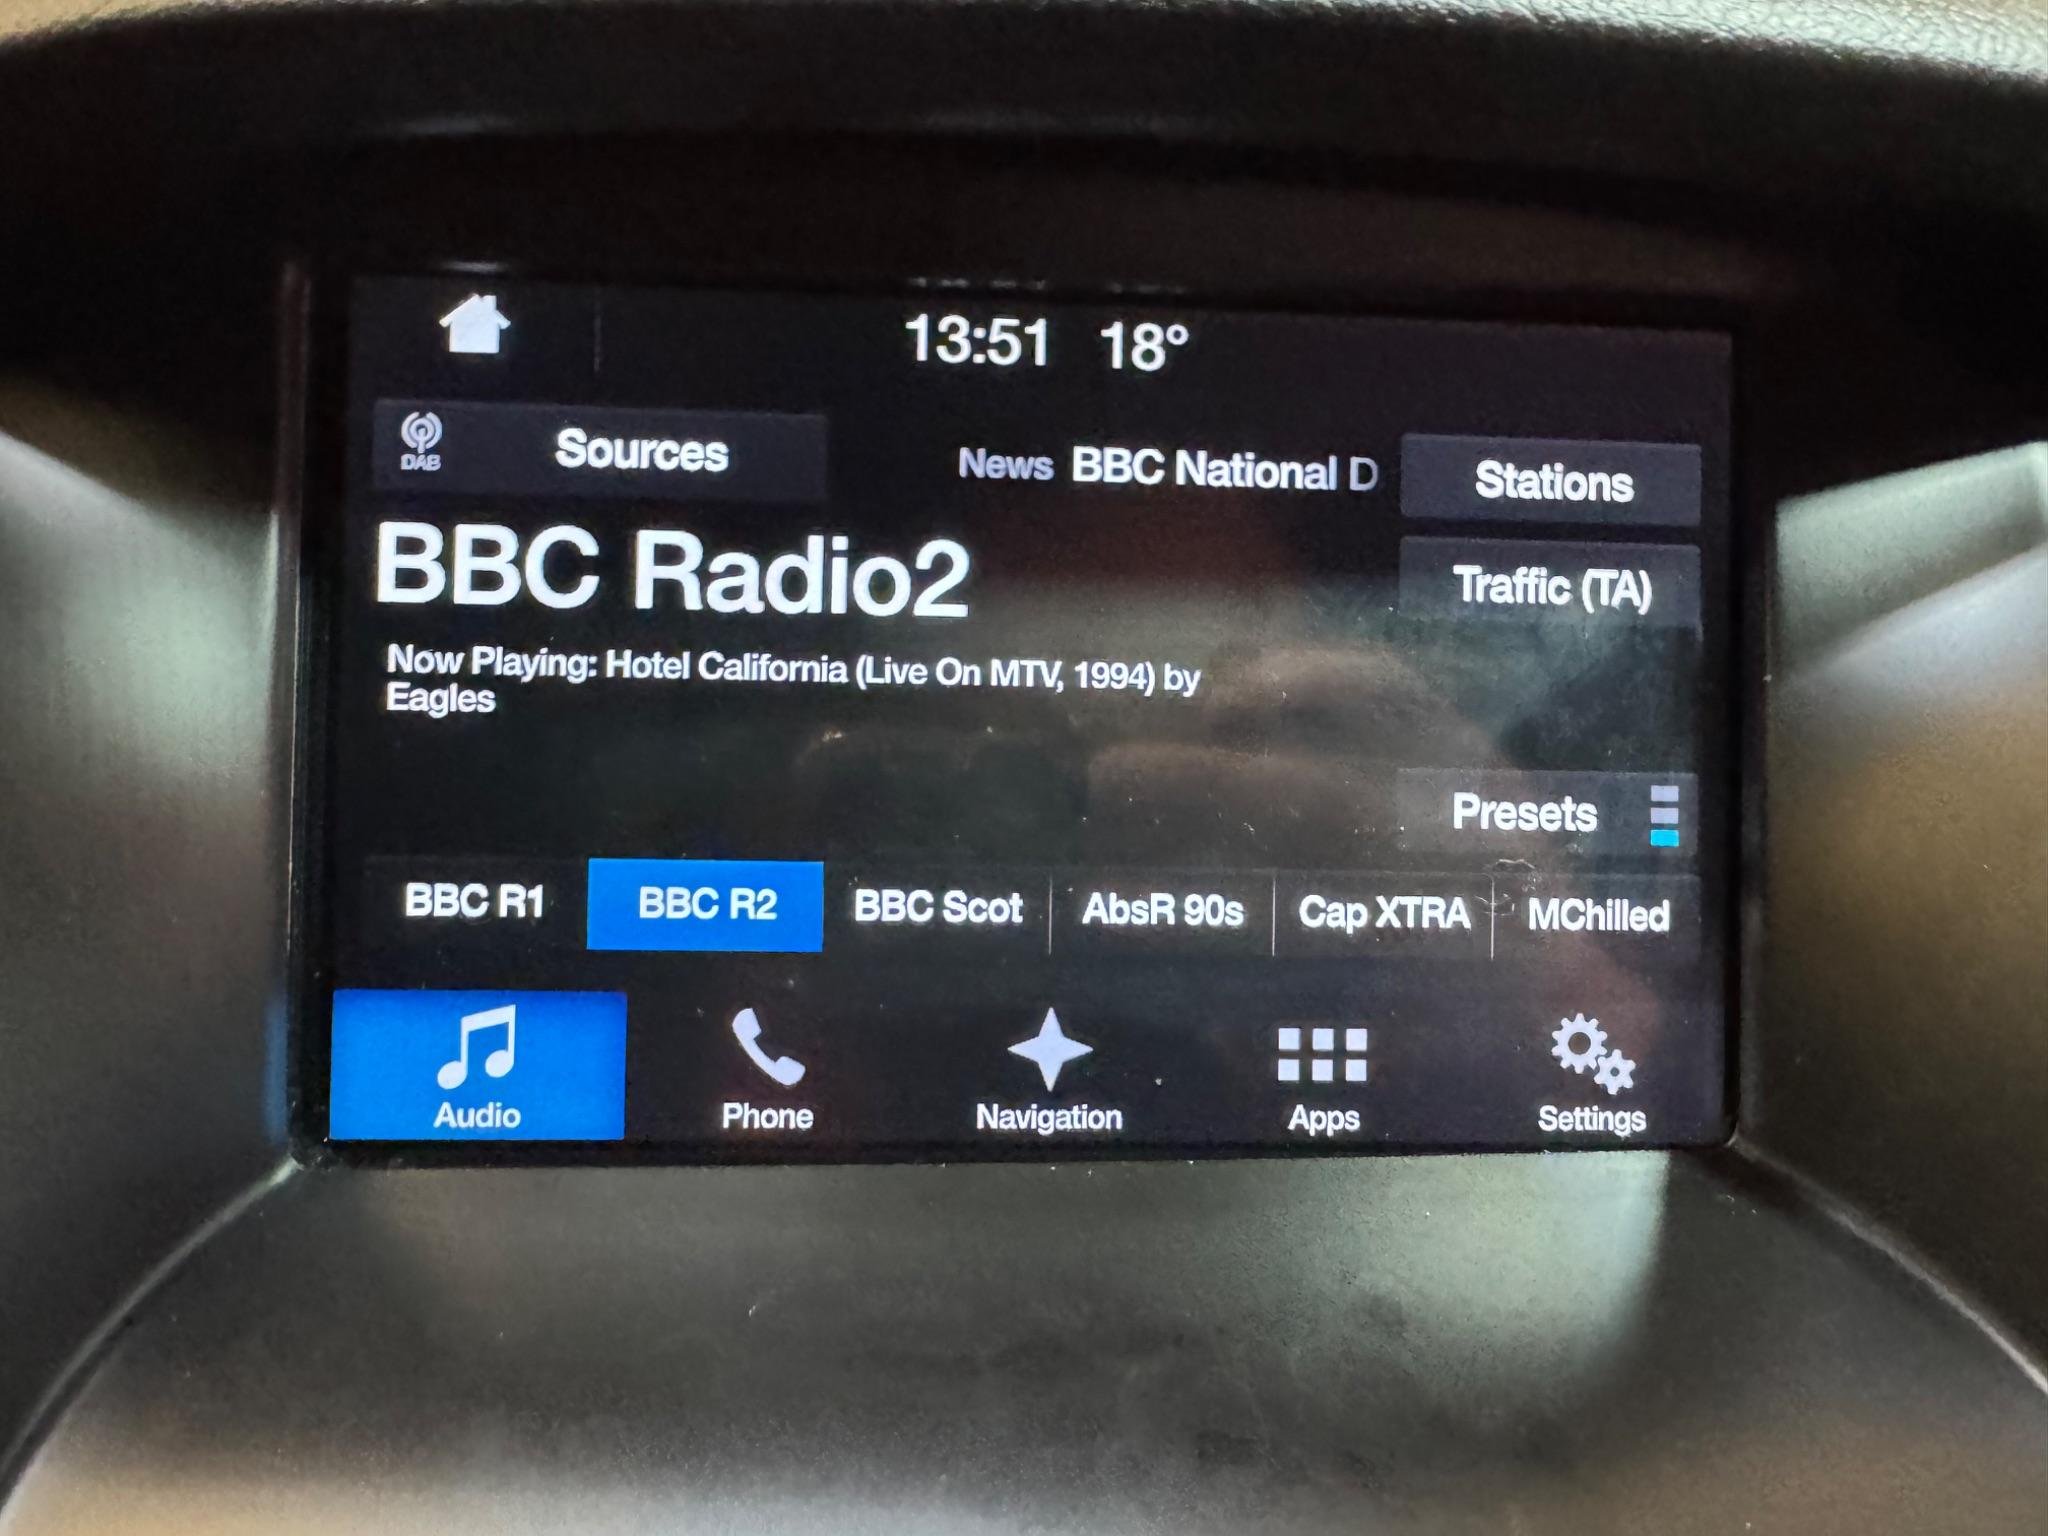 13:51 18°
DAB Sources
News BBC National D
Stations
BBC Radio2
Traffic (TA)
Now Playing: Hotel California (Live On MTV, 1994) by
Eagles
Presets
BBC R1 BBC R2 BBC Scot AbsR 90s Cap XTRA MChilled
Audio Phone Navigation Apps Settings